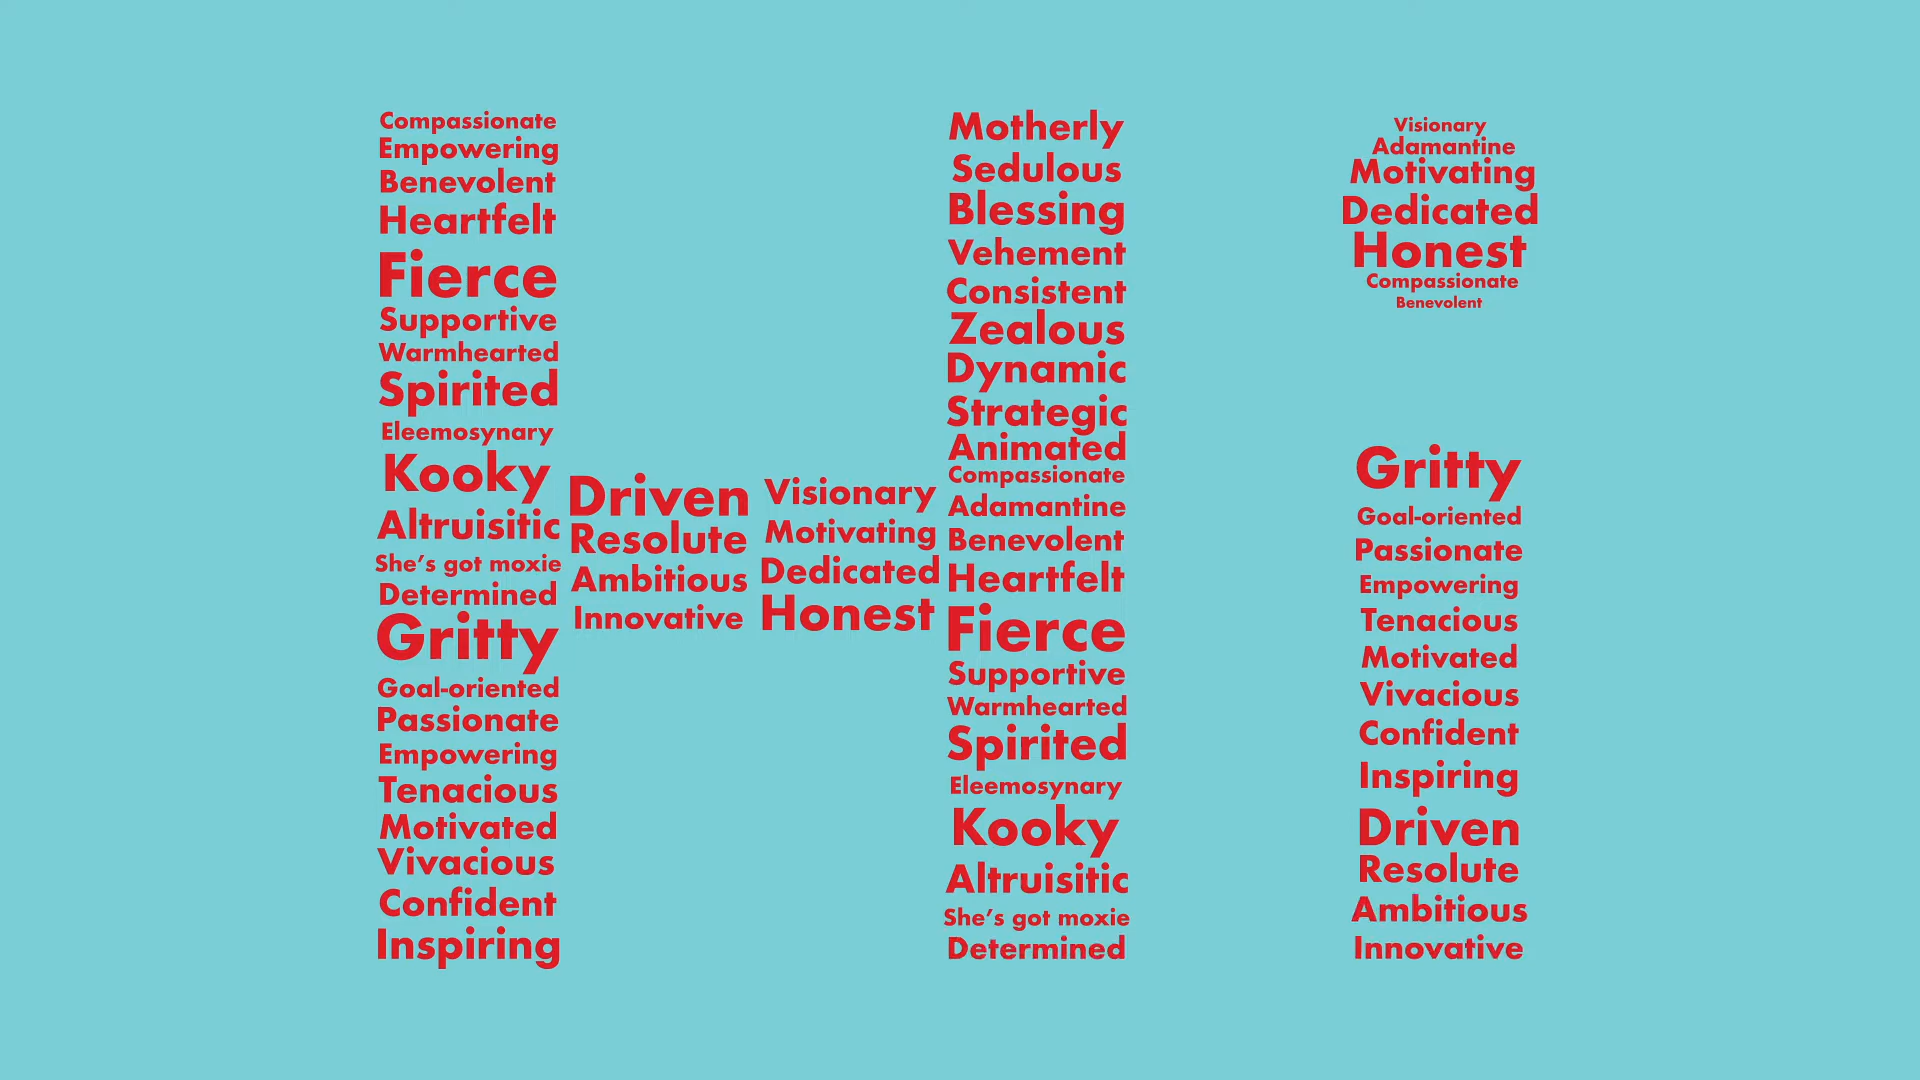 Compassionate
Empowering
Benevolent
Heartfelt
Fierce
Supportive
Warmhearted
Spirited
Eleemosynary
Kooky
Altruisitic
She's got moxie
Determined
Gritty
Goal-oriented
Passionate
Empowering
Tenacious
Motivated
Vivacious
Confident
Inspiring
Driven
Resolute
Ambitious
Innovative
Visionary
Motivating
Dedicated
Honest
Motherly
Sedulous
Blessing
Vehement
Consistent
Zealous
Dynamic
Strategic
Animated
Compassionate
Adamantine
Benevolent
Heartfelt
Fierce
Supportive
Warmhearted
Spirited
Eleemosynary
Kooky
Altruisitic
She's got moxie
Determined
Visionary
Adamantine
Motivating
Dedicated
Honest
Compassionate
Benevolent
Gritty
Goal-oriented
Passionate
Empowering
Tenacious
Motivated
Vivacious
Confident
Inspiring
Driven
Resolute
Ambitious
Innovative